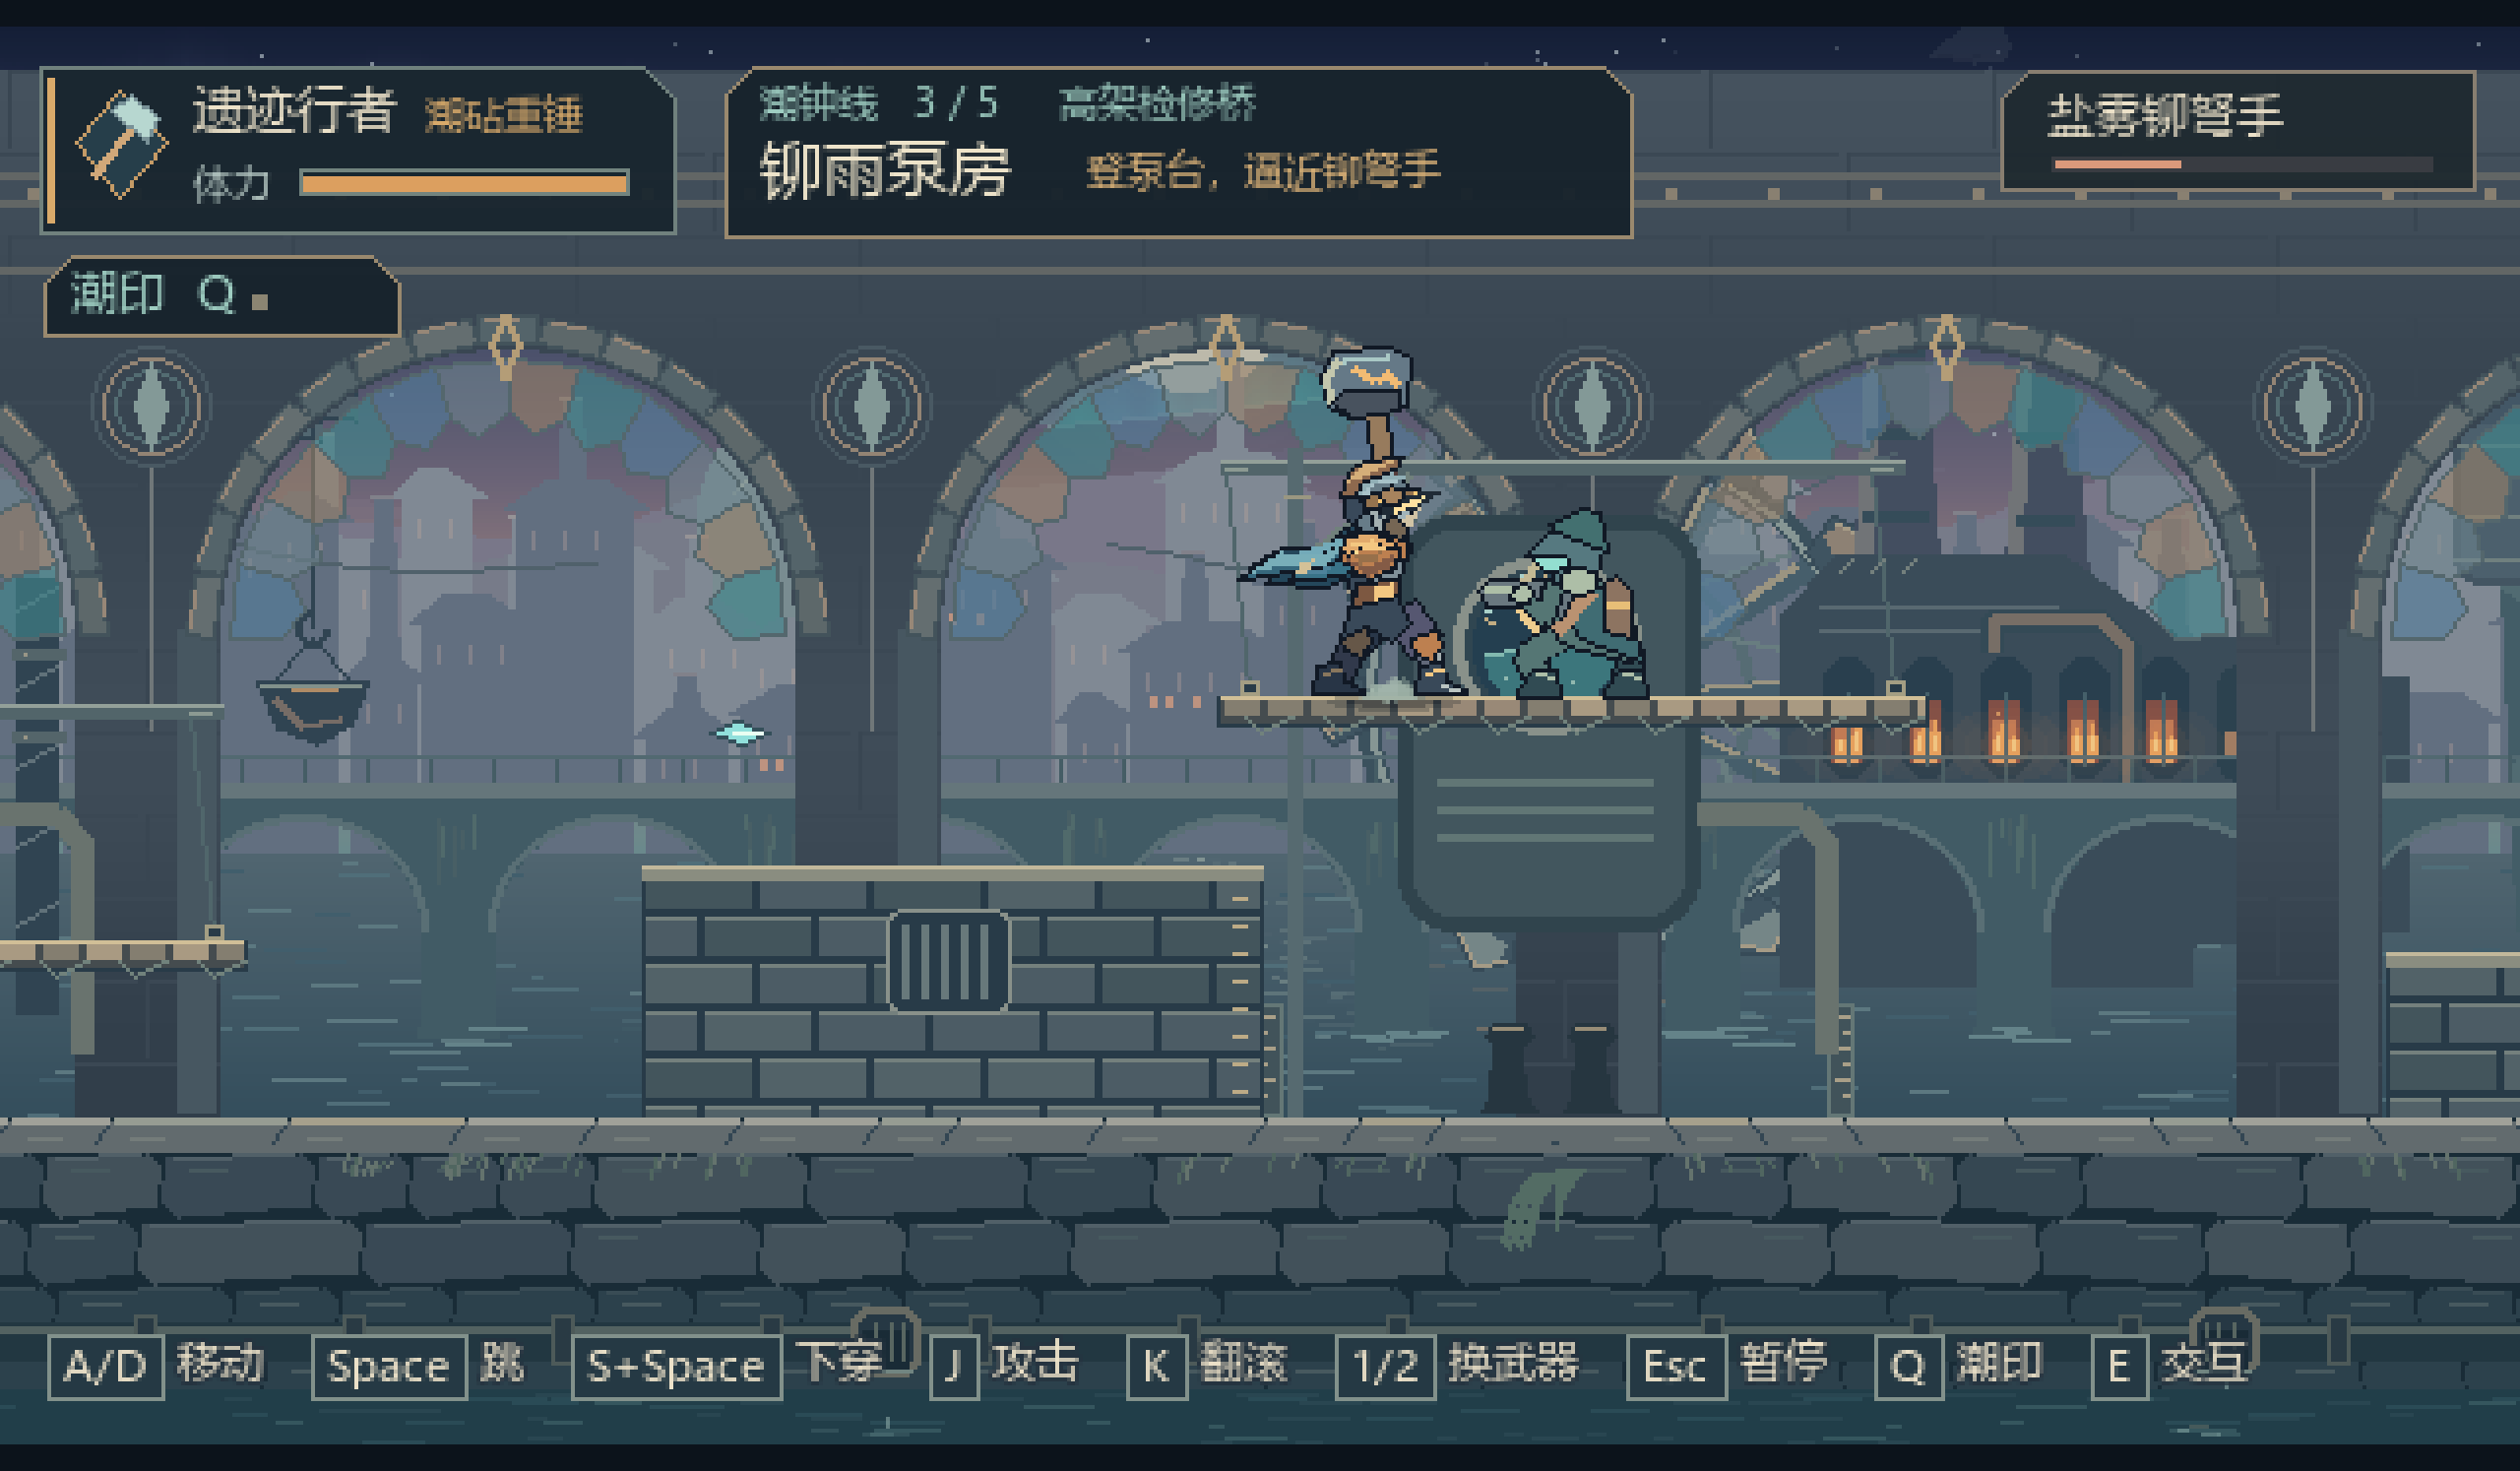 遗迹行者 潮砧重锤
体力
潮钟线 3/5 高架检修桥
铆雨泵房 登泵台，逼近铆弩手
盐雾铆弩手
潮印 Q
A/D 移动 Space 跳 S+Space 下穿 J 攻击 K 翻滚 1/2 换武器 Esc 暂停 Q 潮印 E 交互